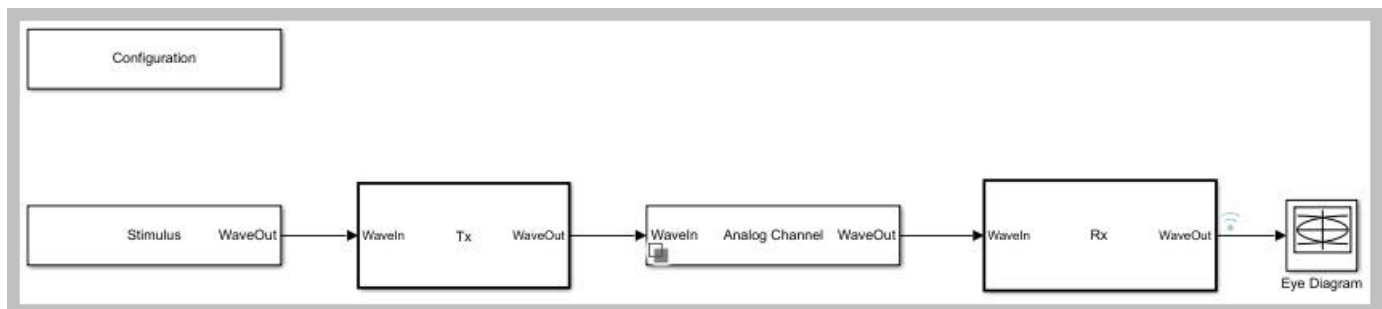 Configuration
Stimulus WaveOut WaveIn Tx WaveOut WaveIn Analog Channel WaveOut WaveIn Rx WaveOut
Eye Diagram